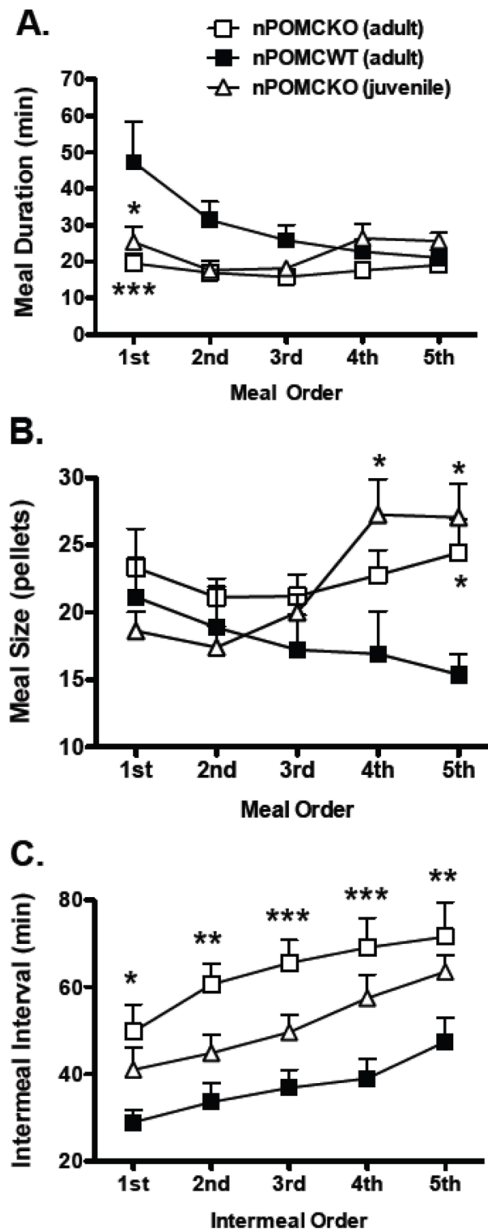 A.
nPOMCKO (adult)
nPOMCWT (adult)
nPOMCKO (juvenile)
Meal Duration (min)
70
60
50
40
30
20
10
0
*
***
1st 2nd 3rd 4th 5th
Meal Order
B.
Meal Size (pellets)
30
25
20
15
10
* *
*
1st 2nd 3rd 4th 5th
Meal Order
C.
Intermeal Interval (min)
80
60
40
20
* ** *** *** **
1st 2nd 3rd 4th 5th
Intermeal Order